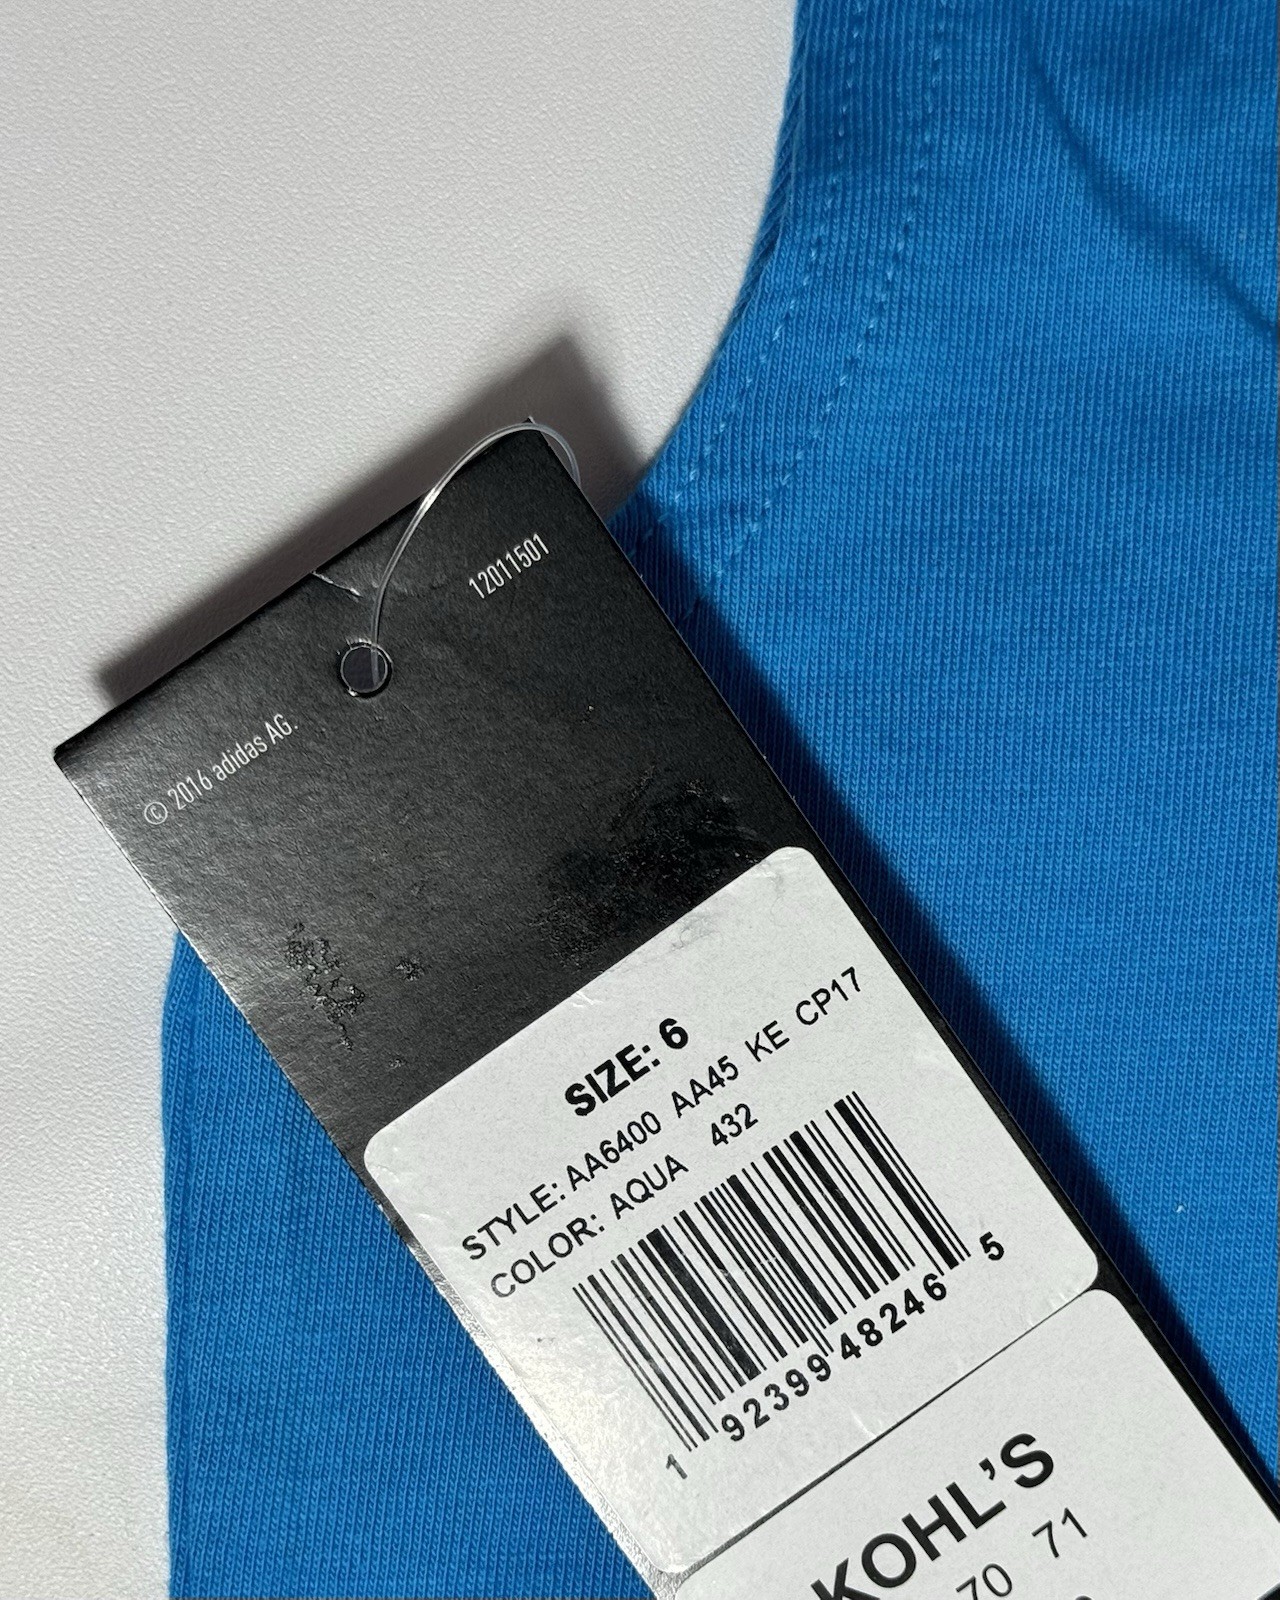 12011501
© 2016 adidas AG.
SIZE: 6
STYLE: AA6400 AA45 KE CP17
COLOR: AQUA 432
1 92399 48246 5
KOHL'S
70 71